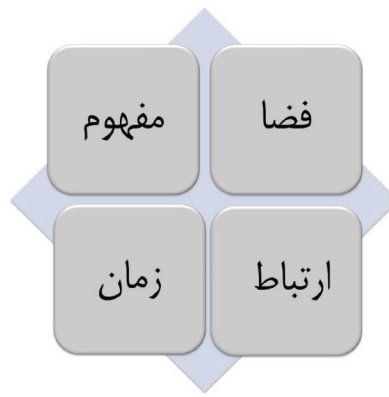 فضا
مفهوم
ارتباط
زمان